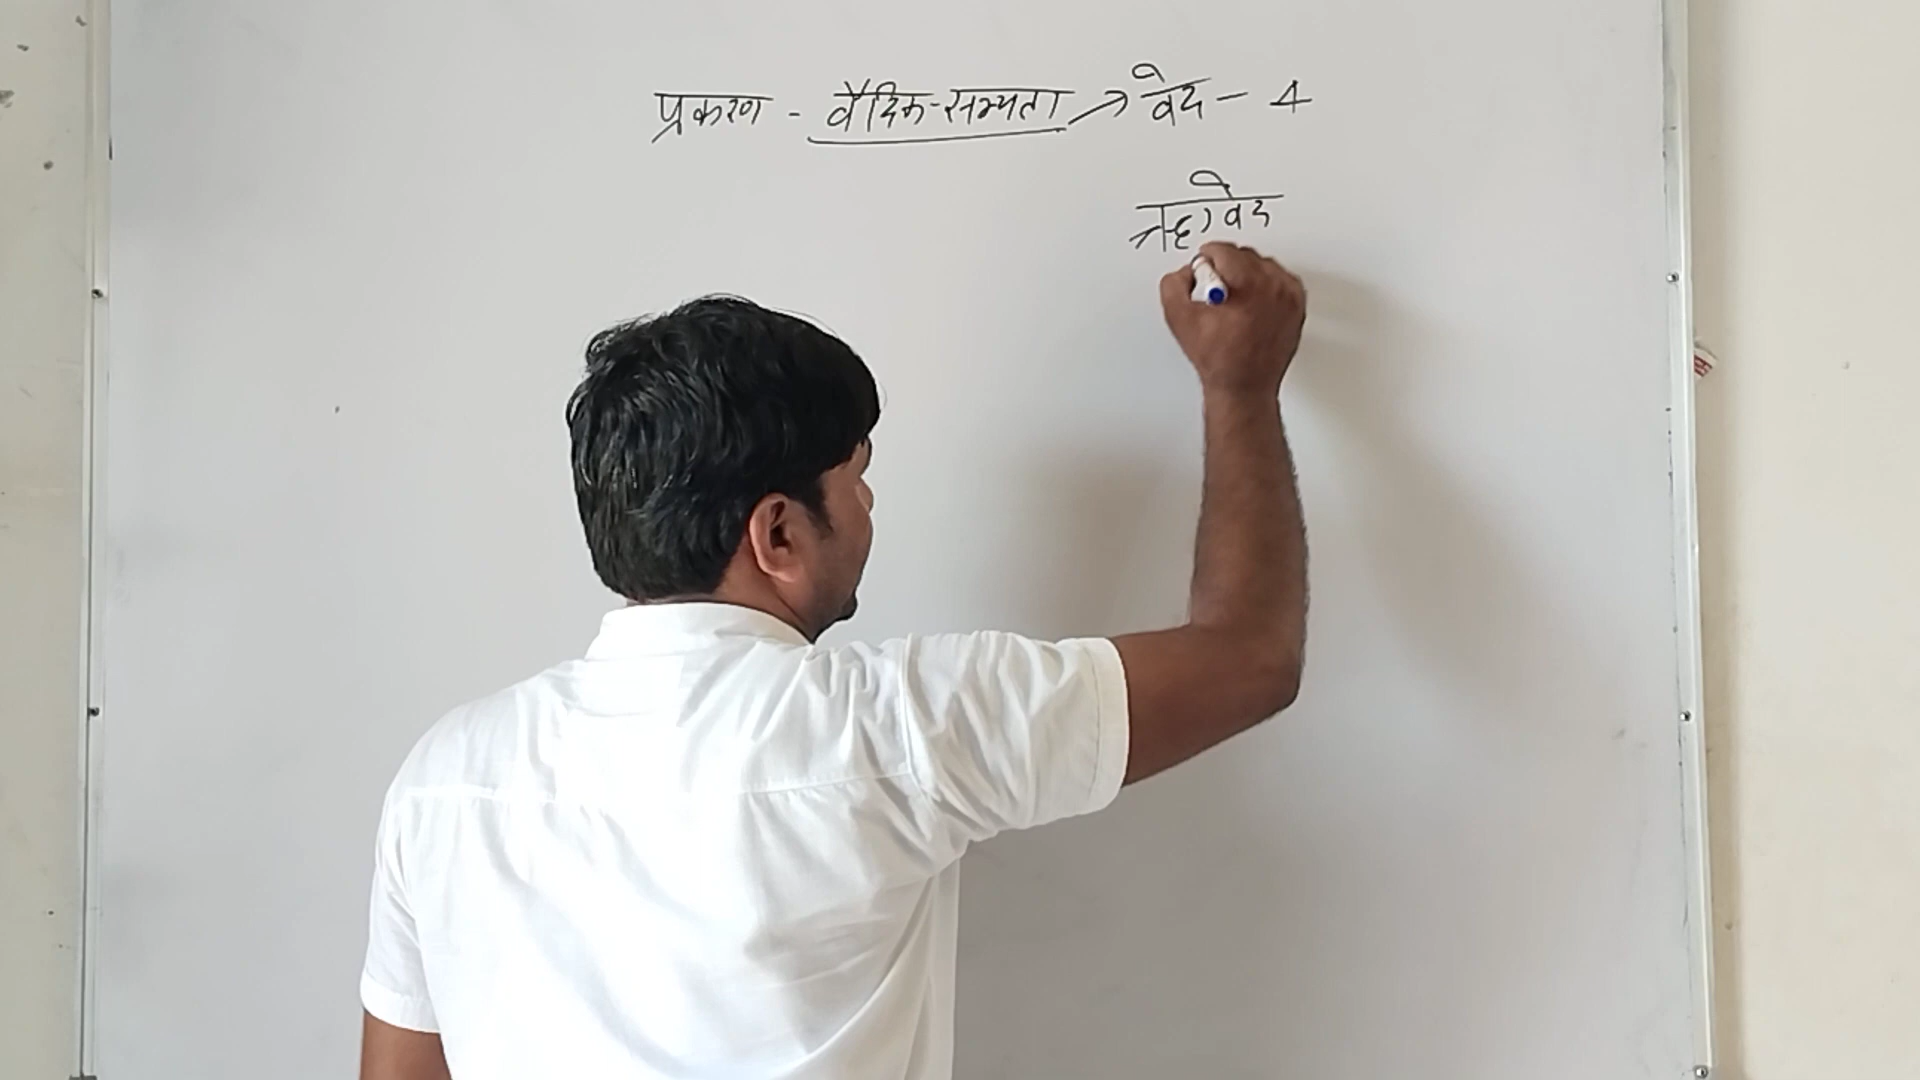 प्रकरण - वैदिक-सभ्यता → वेद - 4
ऋग्वेद